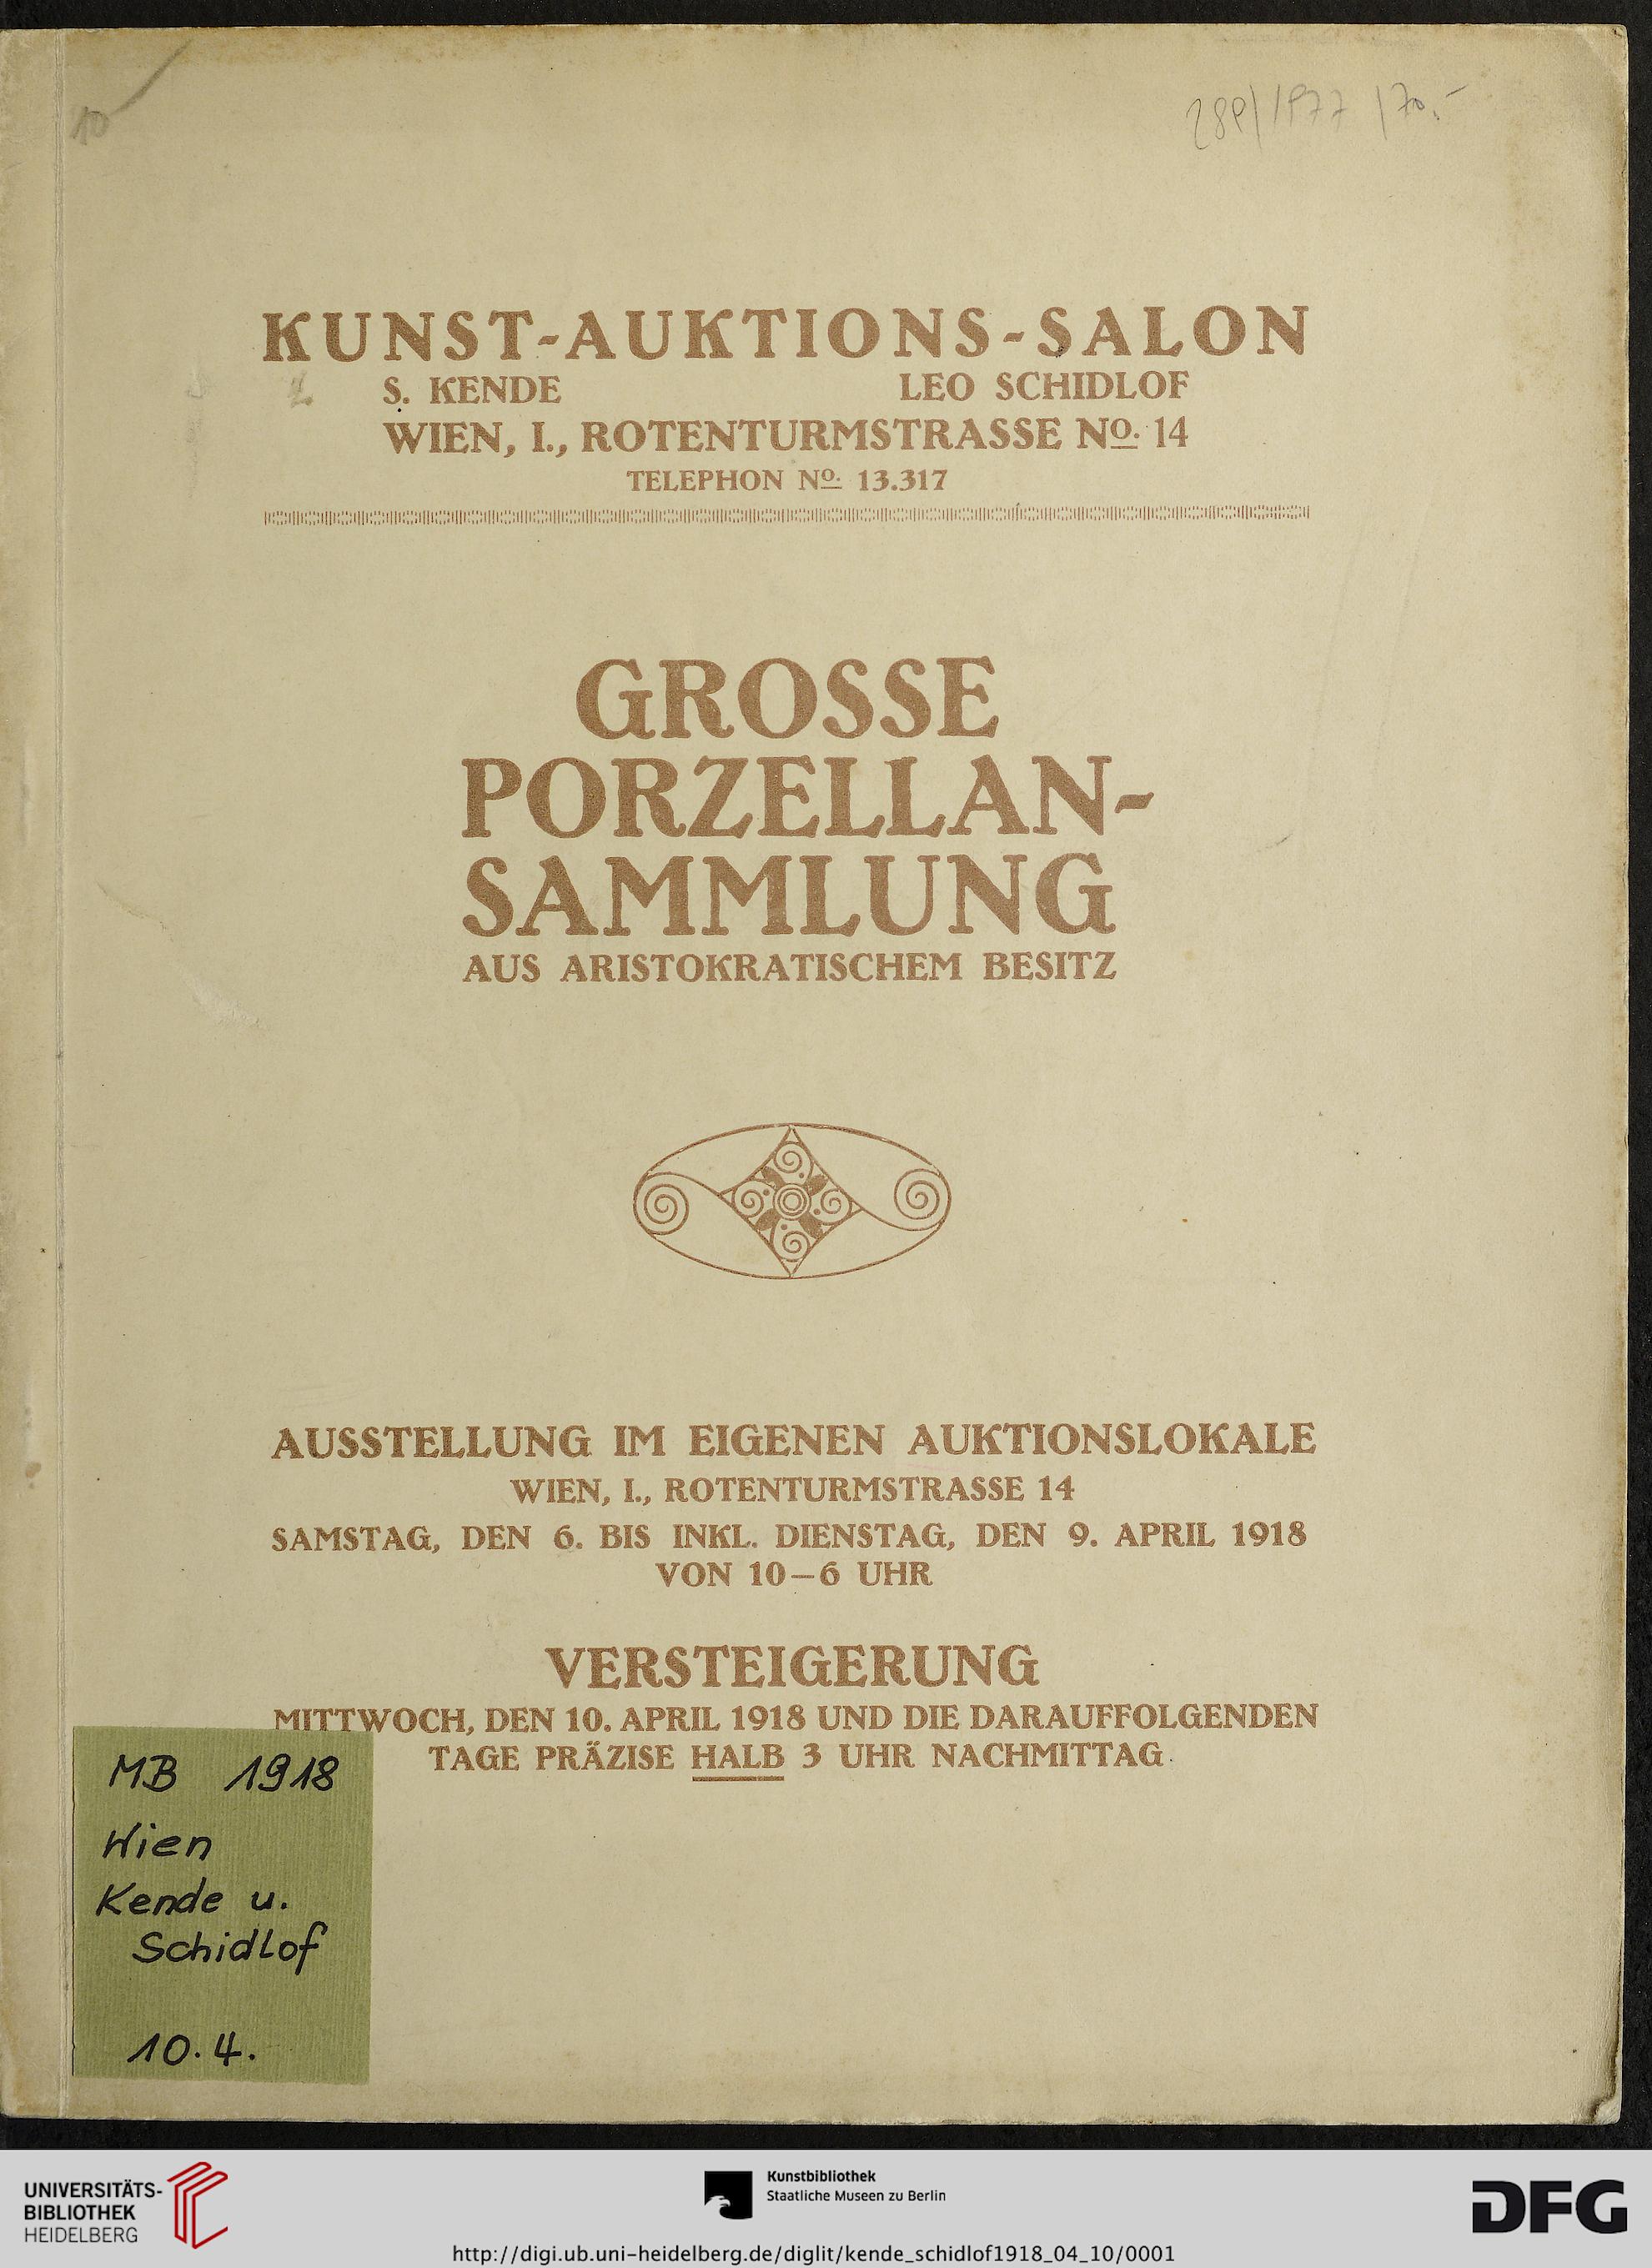 10
289/1977 170.-
KUNST-AUKTIONS-SALON
S. KENDE LEO SCHIDLOF
WIEN, I., ROTENTURMSTRASSE Nº. 14
TELEPHON Nº. 13.317
GROSSE
PORZELLAN-
SAMMLUNG
AUS ARISTOKRATISCHEM BESITZ
AUSSTELLUNG IM EIGENEN AUKTIONSLOKALE
WIEN, I., ROTENTURMSTRASSE 14
SAMSTAG, DEN 6. BIS INKL. DIENSTAG, DEN 9. APRIL 1918
VON 10–6 UHR
VERSTEIGERUNG
MITTWOCH, DEN 10. APRIL 1918 UND DIE DARAUFFOLGENDEN
TAGE PRÄZISE HALB 3 UHR NACHMITTAG.
MB 1918
Wien
Kende u.
Schidlof
10.4.
UNIVERSITÄTS-
BIBLIOTHEK
HEIDELBERG
Kunstbibliothek
Staatliche Museen zu Berlin
DFG
http://digi.ub.uni-heidelberg.de/diglit/kende_schidlof1918_04_10/0001